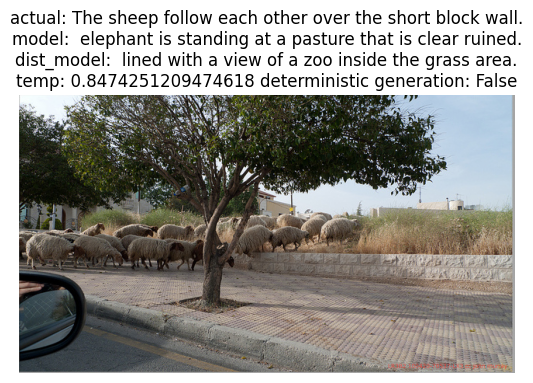 actual: The sheep follow each other over the short block wall.
model:  elephant is standing at a pasture that is clear ruined.
dist_model:  lined with a view of a zoo inside the grass area.
temp: 0.8474251209474618 deterministic generation: False